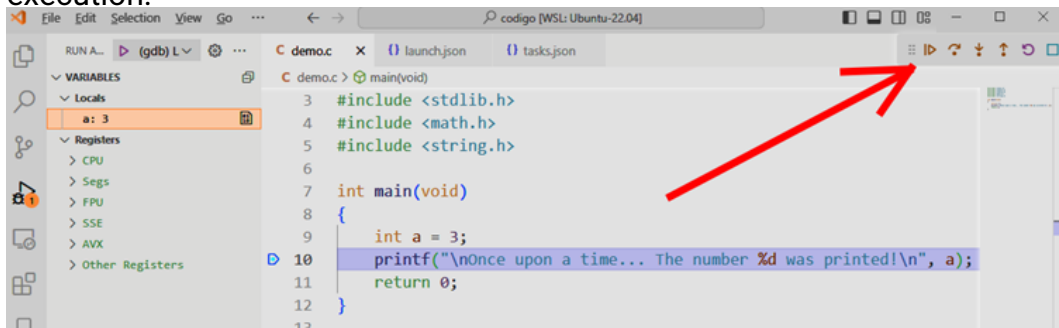 execution.
File Edit Selection View Go ... codigo [WSL: Ubuntu-22.04]
RUN A... (gdb) L ... C demo.c {} launch.json {} tasks.json
VARIABLES C demo.c > main(void)
Locals
a: 3
Registers
CPU
Segs
FPU
SSE
AVX
Other Registers
1
3 #include <stdlib.h>
4 #include <math.h>
5 #include <string.h>
6
7 int main(void)
8 {
9 int a = 3;
10 printf("\nOnce upon a time... The number %d was printed!\n", a);
11 return 0;
12 }
13